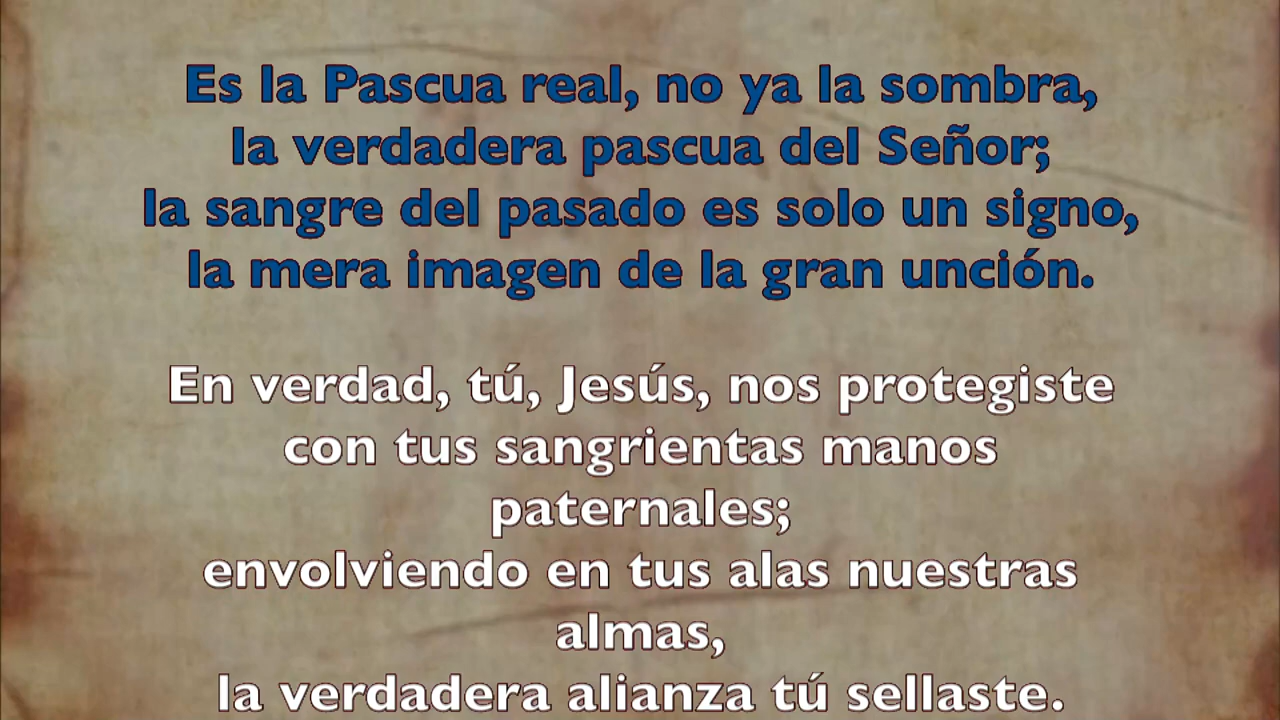 Es la Pascua real, no ya la sombra,
la verdadera pascua del Señor;
la sangre del pasado es solo un signo,
la mera imagen de la gran unción.
En verdad, tú, Jesús, nos protegiste
con tus sangrientas manos
paternales;
envolviendo en tus alas nuestras
almas,
la verdadera alianza tú sellaste.